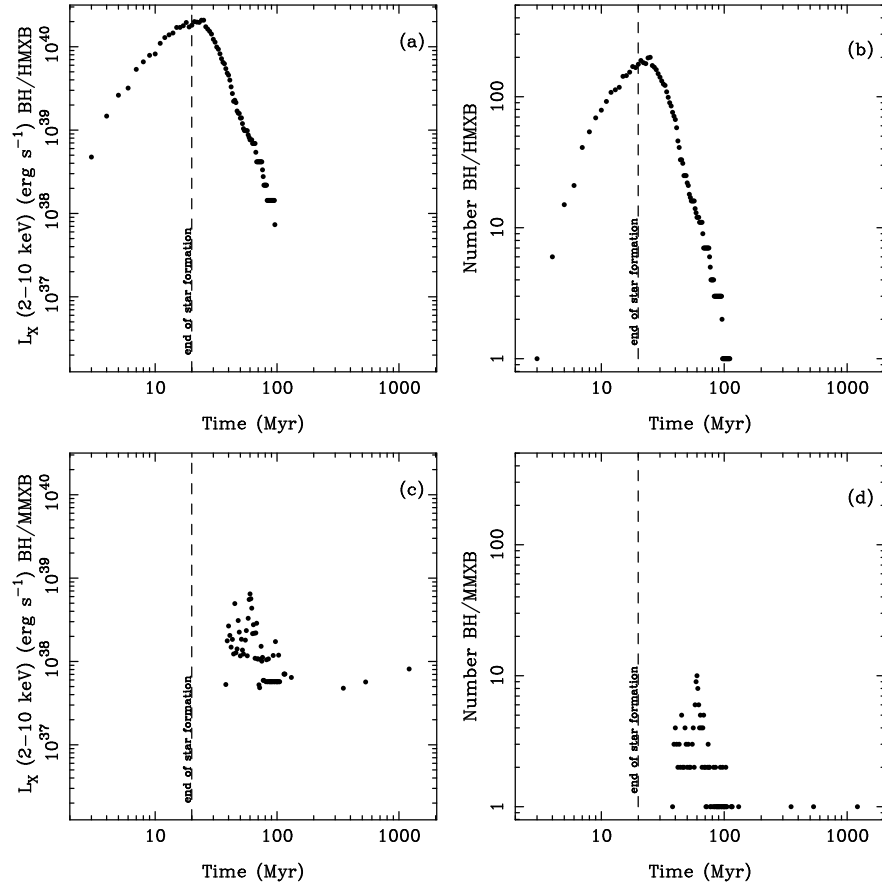 L_X (2−10 keV) (erg s^−1) BH/HMXB
10^40
10^39
10^38
10^37
(a)
end of star formation
10
100
1000
Time (Myr)
Number BH/HMXB
100
10
1
(b)
end of star formation
10
100
1000
Time (Myr)
L_X (2−10 keV) (erg s^−1) BH/MMXB
10^40
10^39
10^38
10^37
(c)
end of star formation
10
100
1000
Time (Myr)
Number BH/MMXB
100
10
1
(d)
end of star formation
10
100
1000
Time (Myr)